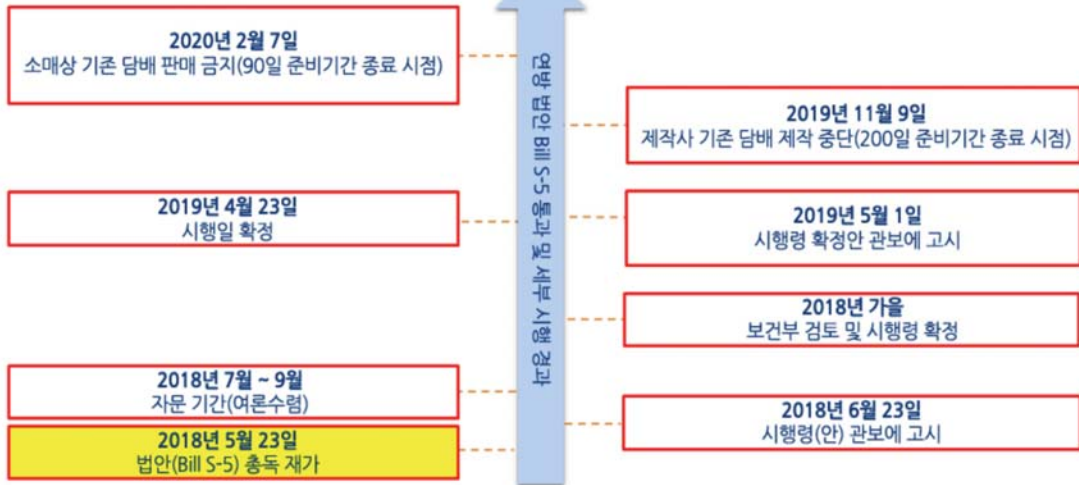 2020년 2월 7일
소매상 기존 담배 판매 금지(90일 준비기간 종료 시점)
2019년 11월 9일
제작사 기존 담배 제작 중단(200일 준비기간 종료 시점)
2019년 4월 23일
시행일 확정
2019년 5월 1일
시행령 확정안 관보에 고시
2018년 가을
보건부 검토 및 시행령 확정
2018년 7월 ~ 9월
자문 기간(여론수렴)
2018년 6월 23일
시행령(안) 관보에 고시
2018년 5월 23일
법안(Bill S-5) 총독 재가
연방 법안 Bill S-5 통과 및 세부 시행 경과